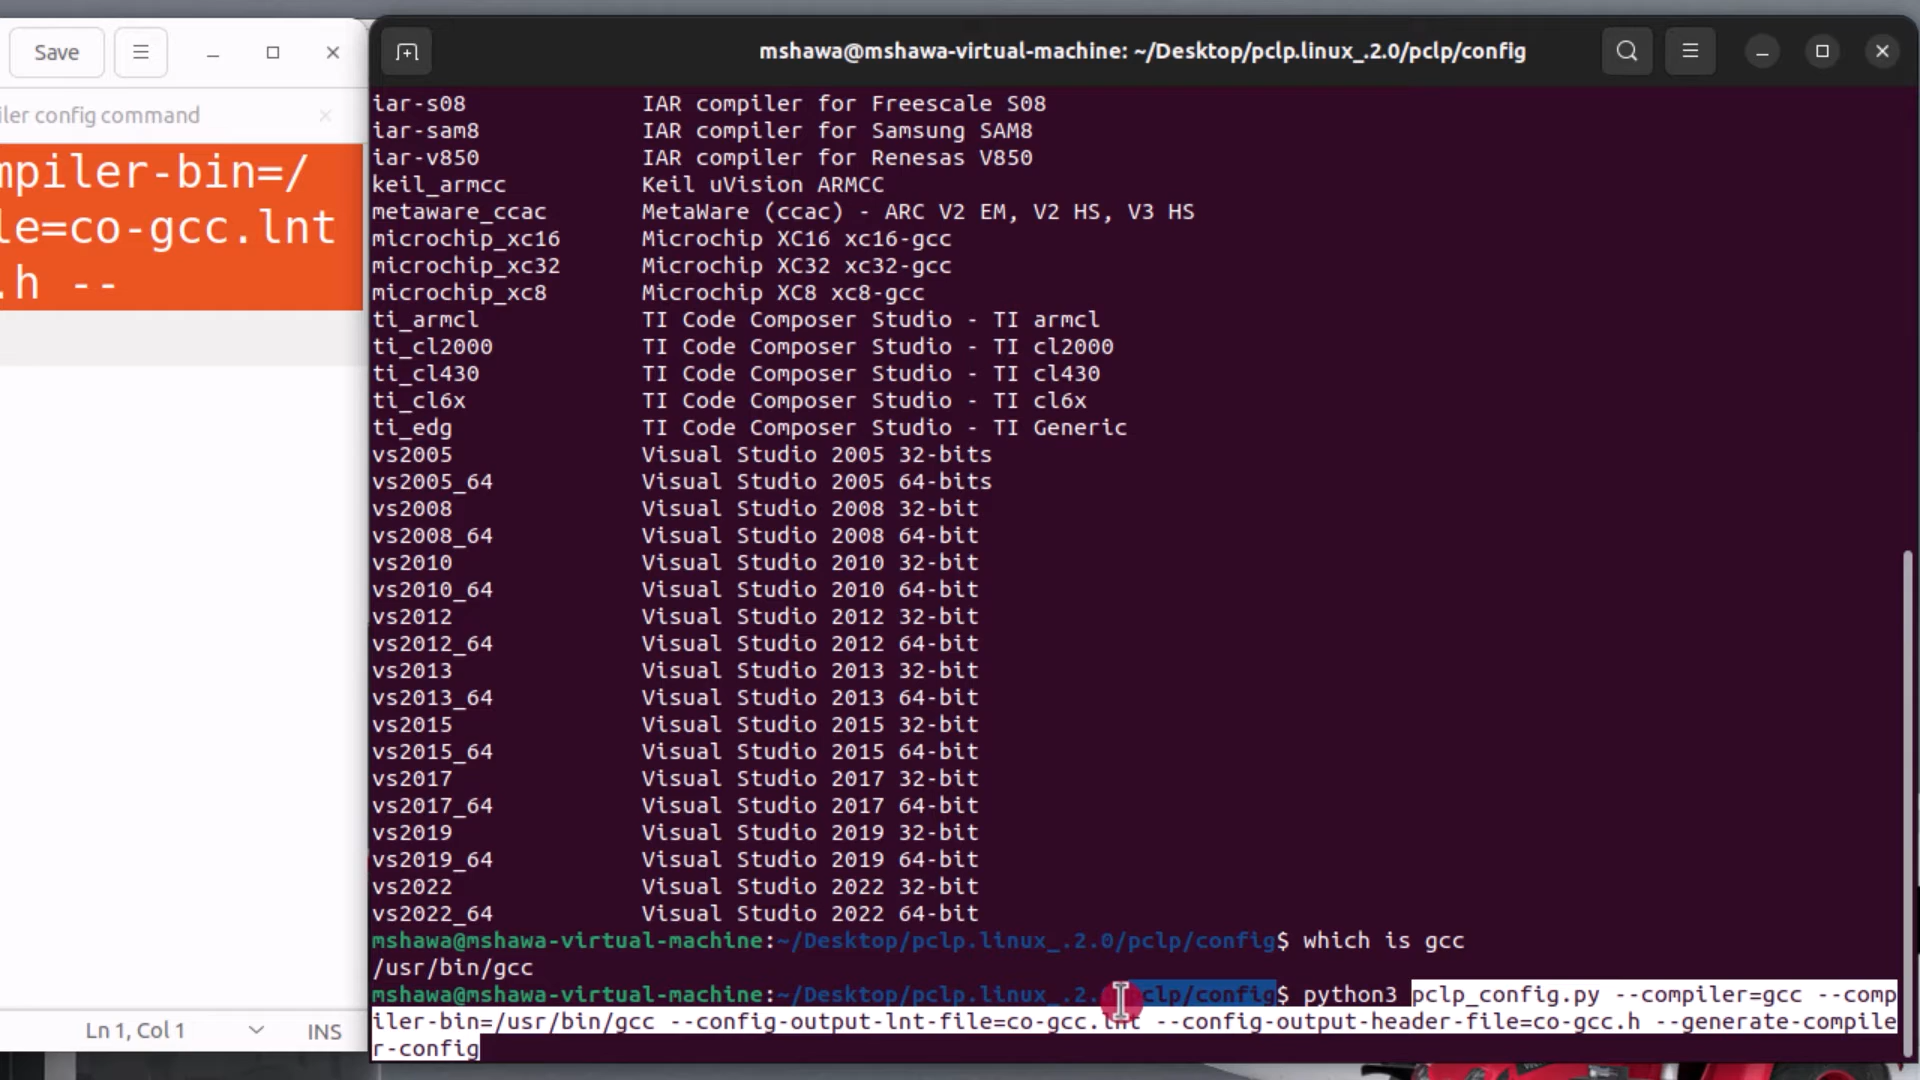 Save
mshawa@mshawa-virtual-machine: ~/Desktop/pclp.linux_.2.0/pclp/config
iler config command
mpiler-bin=/
le=co-gcc.lnt
.h --
iar-s08 IAR compiler for Freescale S08
iar-sam8 IAR compiler for Samsung SAM8
iar-v850 IAR compiler for Renesas V850
keil_armcc Keil uVision ARMCC
metaware_ccac MetaWare (ccac) - ARC V2 EM, V2 HS, V3 HS
microchip_xc16 Microchip XC16 xc16-gcc
microchip_xc32 Microchip XC32 xc32-gcc
microchip_xc8 Microchip XC8 xc8-gcc
ti_armcl TI Code Composer Studio - TI armcl
ti_cl2000 TI Code Composer Studio - TI cl2000
ti_cl430 TI Code Composer Studio - TI cl430
ti_cl6x TI Code Composer Studio - TI cl6x
ti_edg TI Code Composer Studio - TI Generic
vs2005 Visual Studio 2005 32-bits
vs2005_64 Visual Studio 2005 64-bits
vs2008 Visual Studio 2008 32-bit
vs2008_64 Visual Studio 2008 64-bit
vs2010 Visual Studio 2010 32-bit
vs2010_64 Visual Studio 2010 64-bit
vs2012 Visual Studio 2012 32-bit
vs2012_64 Visual Studio 2012 64-bit
vs2013 Visual Studio 2013 32-bit
vs2013_64 Visual Studio 2013 64-bit
vs2015 Visual Studio 2015 32-bit
vs2015_64 Visual Studio 2015 64-bit
vs2017 Visual Studio 2017 32-bit
vs2017_64 Visual Studio 2017 64-bit
vs2019 Visual Studio 2019 32-bit
vs2019_64 Visual Studio 2019 64-bit
vs2022 Visual Studio 2022 32-bit
vs2022_64 Visual Studio 2022 64-bit
mshawa@mshawa-virtual-machine:~/Desktop/pclp.linux_.2.0/pclp/config$ which is gcc
/usr/bin/gcc
mshawa@mshawa-virtual-machine:~/Desktop/pclp.linux_.2. clp/config$ python3 pclp_config.py --compiler=gcc --comp
iler-bin=/usr/bin/gcc --config-output-lnt-file=co-gcc.lnt --config-output-header-file=co-gcc.h --generate-compile
r-config
Ln 1, Col 1 INS